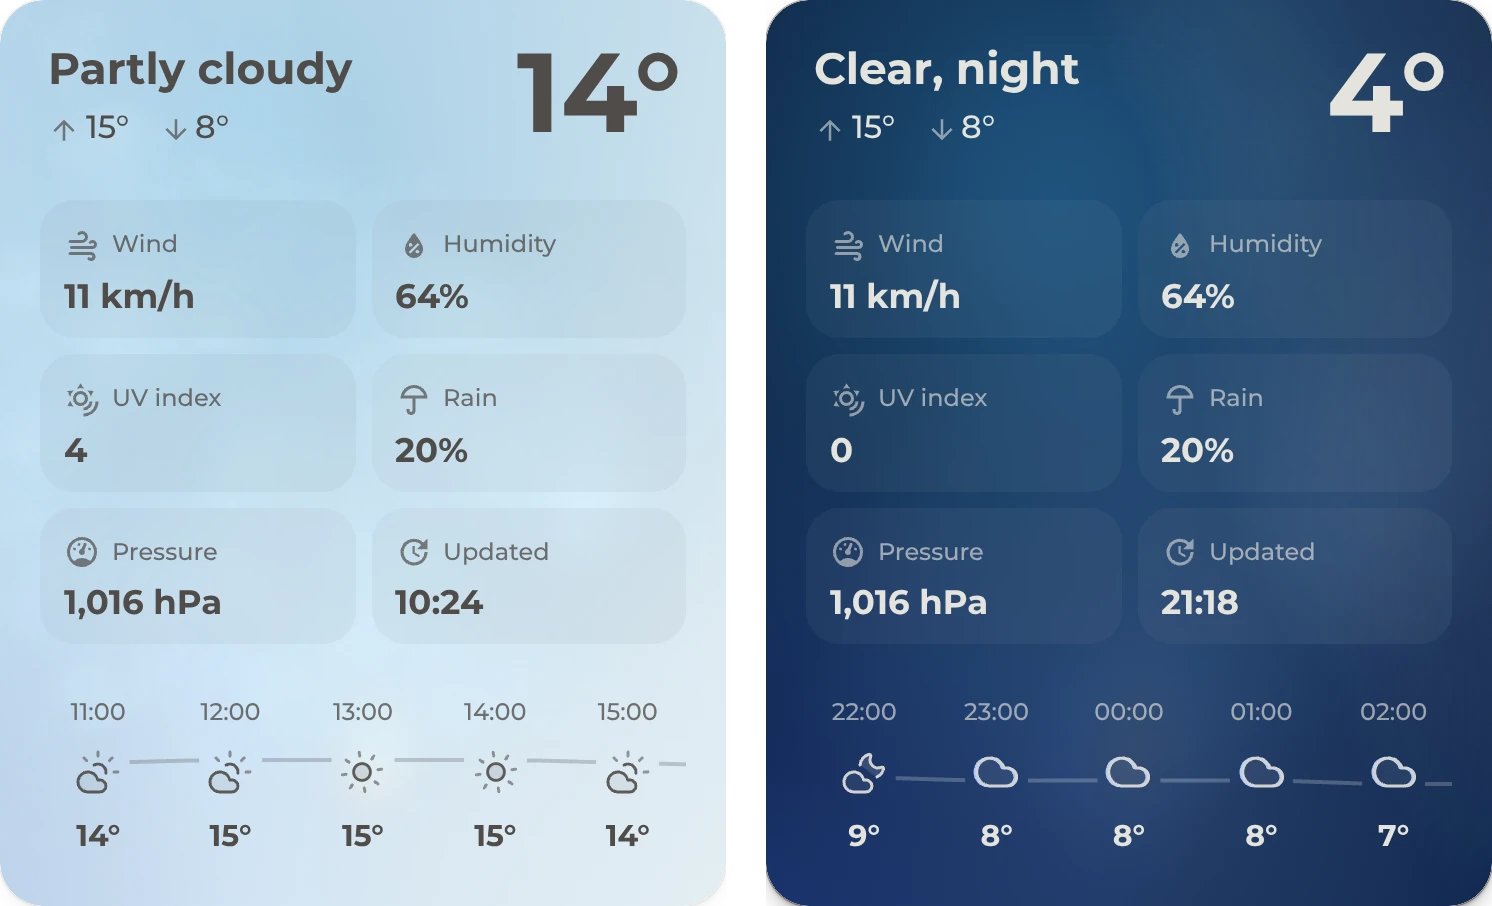 Partly cloudy
14°
15° 8°
Wind
11 km/h
Humidity
64%
UV index
4
Rain
20%
Pressure
1,016 hPa
Updated
10:24
11:00 12:00 13:00 14:00 15:00
14° 15° 15° 15° 14°
Clear, night
4°
15° 8°
Wind
11 km/h
Humidity
64%
UV index
0
Rain
20%
Pressure
1,016 hPa
Updated
21:18
22:00 23:00 00:00 01:00 02:00
9° 8° 8° 8° 7°